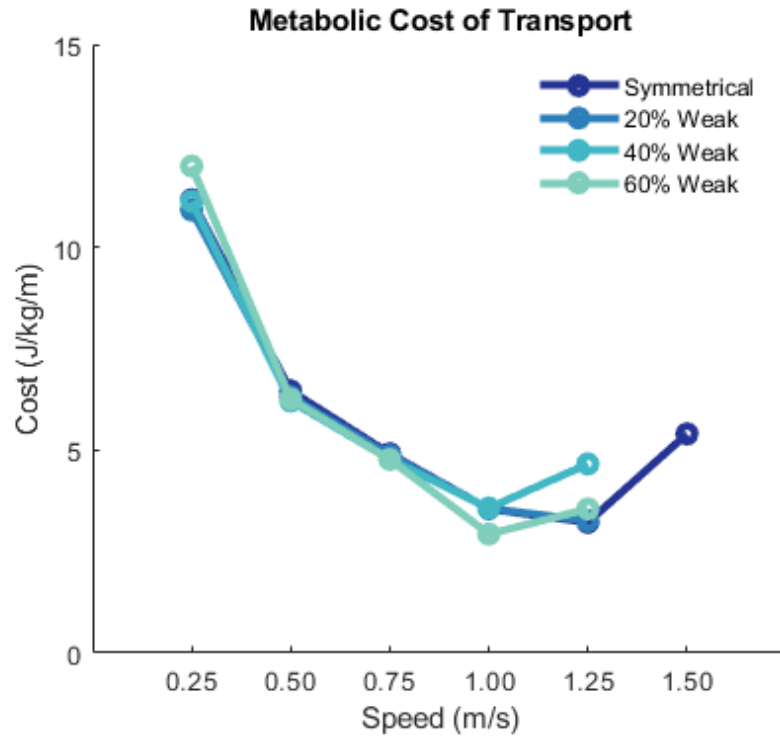 Metabolic Cost of Transport
15
10
5
0
Cost (J/kg/m)
Symmetrical
20% Weak
40% Weak
60% Weak
0.25 0.50 0.75 1.00 1.25 1.50
Speed (m/s)